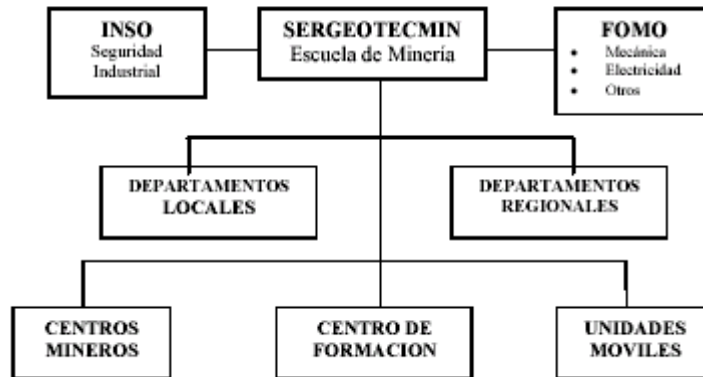 INSO
Seguridad
Industrial
SERGEOTECMIN
Escuela de Minería
FOMO
• Mecánica
• Electricidad
• Otros
DEPARTAMENTOS
LOCALES
DEPARTAMENTOS
REGIONALES
CENTROS
MINEROS
CENTRO DE
FORMACION
UNIDADES
MOVILES